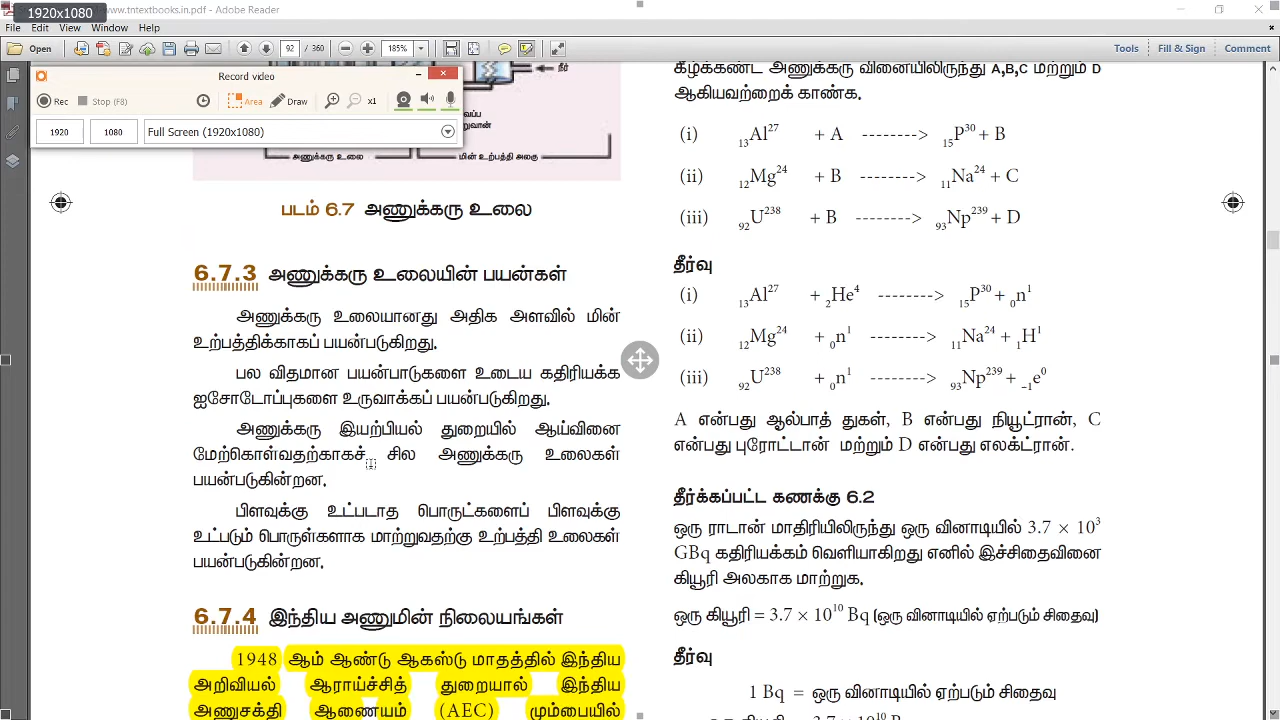 1920x1080
www.tntextbooks.in.pdf - Adobe Reader
File Edit View Window Help
Open 92 / 360 185% Tools Fill & Sign Comment
Record video
Rec Stop (F8) Area Draw x1
1920 1080 Full Screen (1920x1080)
நீர்
அணுக்கரு உலை மின் உற்பத்தி அலகு
படம் 6.7 அணுக்கரு உலை
6.7.3 அணுக்கரு உலையின் பயன்கள்
அணுக்கரு உலையானது அதிக அளவில் மின்
உற்பத்திக்காகப் பயன்படுகிறது.
பல விதமான பயன்பாடுகளை உடைய கதிரியக்க
ஐசோடோப்புகளை உருவாக்கப் பயன்படுகிறது.
அணுக்கரு இயற்பியல் துறையில் ஆய்வினை
மேற்கொள்வதற்காகச் சில அணுக்கரு உலைகள்
பயன்படுகின்றன.
பிளவுக்கு உட்படாத பொருட்களைப் பிளவுக்கு
உட்படும் பொருள்களாக மாற்றுவதற்கு உற்பத்தி உலைகள்
பயன்படுகின்றன.
6.7.4 இந்திய அணுமின் நிலையங்கள்
1948 ஆம் ஆண்டு ஆகஸ்டு மாதத்தில் இந்திய
அறிவியல் ஆராய்ச்சித் துறையால் இந்திய
அணுசக்தி ஆணையம் (AEC) மும்பையில்
கீழ்க்கண்ட அணுக்கரு வினையிலிருந்து A,B,C மற்றும் D
ஆகியவற்றைக் காண்க.
(i) ₁₃Al²⁷ + A --------> ₁₅P³⁰ + B
(ii) ₁₂Mg²⁴ + B --------> ₁₁Na²⁴ + C
(iii) ₉₂U²³⁸ + B --------> ₉₃Np²³⁹ + D
தீர்வு
(i) ₁₃Al²⁷ + ₂He⁴ --------> ₁₅P³⁰ + ₀n¹
(ii) ₁₂Mg²⁴ + ₀n¹ --------> ₁₁Na²⁴ + ₁H¹
(iii) ₉₂U²³⁸ + ₀n¹ --------> ₉₃Np²³⁹ + ₋₁e⁰
A என்பது ஆல்பாத் துகள், B என்பது நியூட்ரான், C
என்பது புரோட்டான் மற்றும் D என்பது எலக்ட்ரான்.
தீர்க்கப்பட்ட கணக்கு 6.2
ஒரு ராடான் மாதிரியிலிருந்து ஒரு வினாடியில் 3.7 × 10³
GBq கதிரியக்கம் வெளியாகிறது எனில் இச்சிதைவினை
கியூரி அலகாக மாற்றுக.
ஒரு கியூரி = 3.7 × 10¹⁰ Bq (ஒரு வினாடியில் ஏற்படும் சிதைவு)
தீர்வு
1 Bq = ஒரு வினாடியில் ஏற்படும் சிதைவு